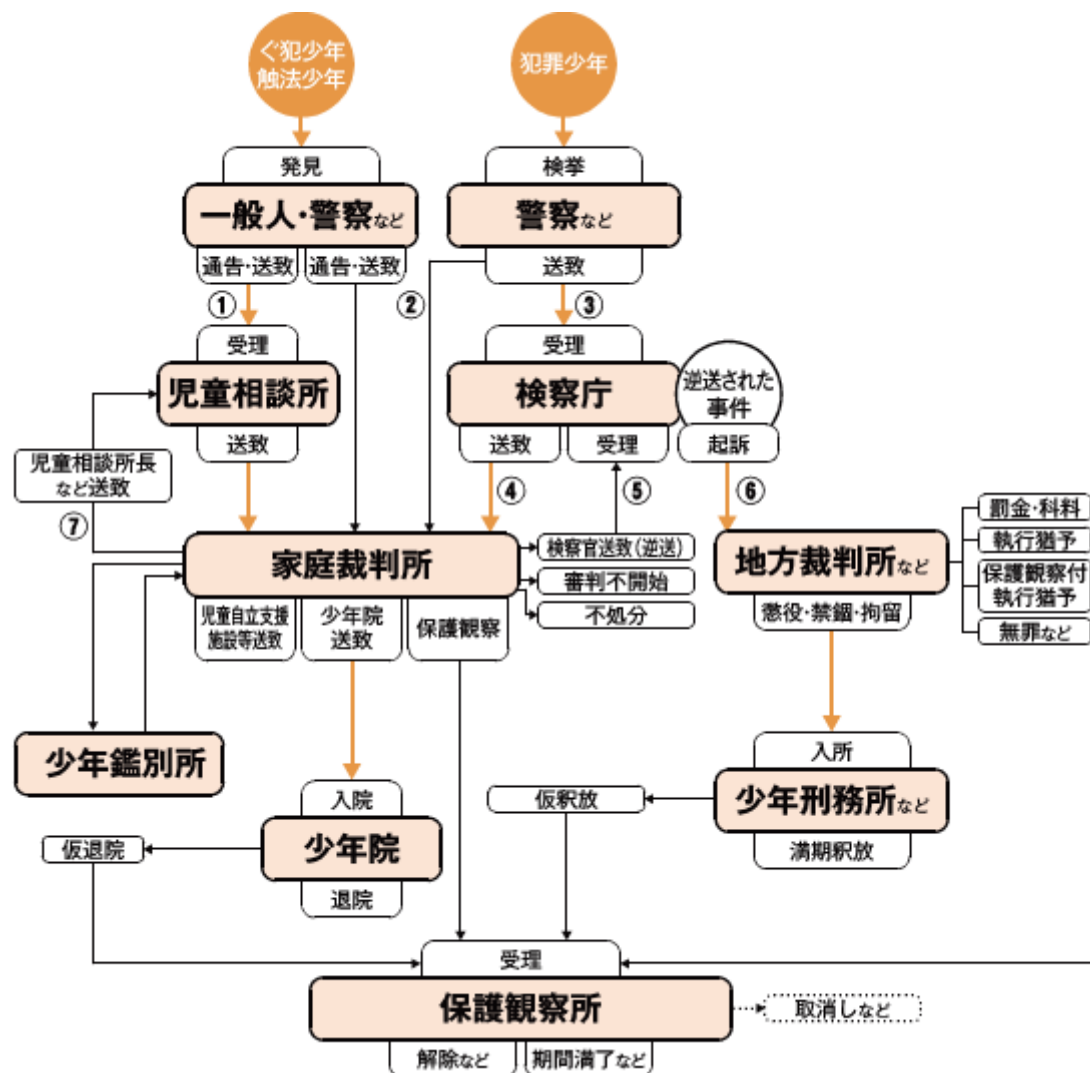 ぐ犯少年
触法少年
犯罪少年
発見
一般人・警察など
通告・送致
通告・送致
検挙
警察など
送致
①
②
③
受理
児童相談所
送致
受理
検察庁
送致
受理
逆送された
事件
起訴
児童相談所長
など送致
④
⑤
⑥
⑦
家庭裁判所
児童自立支援
施設等送致
少年院
送致
保護観察
検察官送致(逆送)
審判不開始
不処分
地方裁判所など
懲役・禁錮・拘留
罰金・科料
執行猶予
保護観察付
執行猶予
無罪など
少年鑑別所
入院
少年院
退院
仮退院
入所
少年刑務所など
満期釈放
仮釈放
受理
保護観察所
解除など
期間満了など
取消しなど